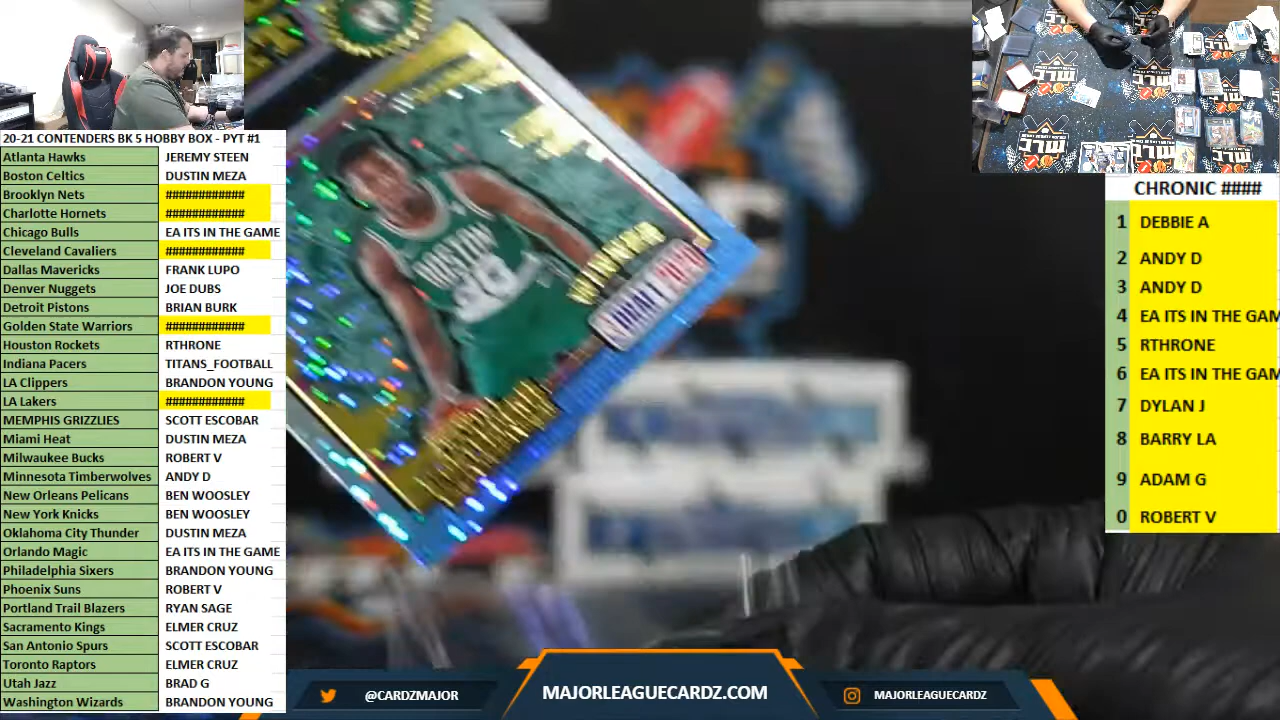 20-21 CONTENDERS BK 5 HOBBY BOX - PYT #1
Atlanta Hawks JEREMY STEEN
Boston Celtics DUSTIN MEZA
Brooklyn Nets ############
Charlotte Hornets ############
Chicago Bulls EA ITS IN THE GAME
Cleveland Cavaliers ############
Dallas Mavericks FRANK LUPO
Denver Nuggets JOE DUBS
Detroit Pistons BRIAN BURK
Golden State Warriors ############
Houston Rockets RTHRONE
Indiana Pacers TITANS_FOOTBALL
LA Clippers BRANDON YOUNG
LA Lakers ############
MEMPHIS GRIZZLIES SCOTT ESCOBAR
Miami Heat DUSTIN MEZA
Milwaukee Bucks ROBERT V
Minnesota Timberwolves ANDY D
New Orleans Pelicans BEN WOOSLEY
New York Knicks BEN WOOSLEY
Oklahoma City Thunder DUSTIN MEZA
Orlando Magic EA ITS IN THE GAME
Philadelphia Sixers BRANDON YOUNG
Phoenix Suns ROBERT V
Portland Trail Blazers RYAN SAGE
Sacramento Kings ELMER CRUZ
San Antonio Spurs SCOTT ESCOBAR
Toronto Raptors ELMER CRUZ
Utah Jazz BRAD G
Washington Wizards BRANDON YOUNG
BOSTON
CHRONIC ####
1 DEBBIE A
2 ANDY D
3 ANDY D
4 EA ITS IN THE GAM
5 RTHRONE
6 EA ITS IN THE GAM
7 DYLAN J
8 BARRY LA
9 ADAM G
0 ROBERT V
@CARDZMAJOR
MAJORLEAGUECARDZ.COM
MAJORLEAGUECARDZ